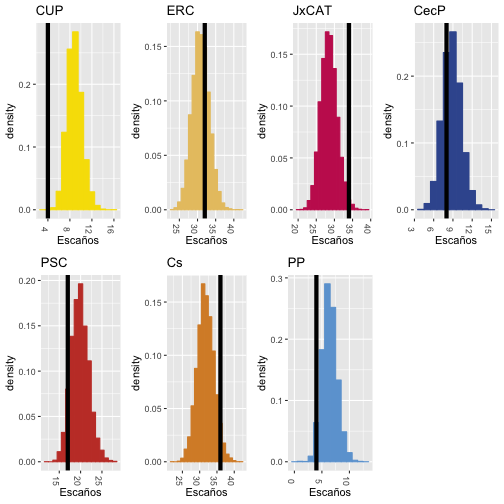 CUP
ERC
JxCAT
CecP
density
density
density
density
0.2
0.1
0.0
0.15
0.10
0.05
0.00
0.15
0.10
0.05
0.00
0.2
0.1
0.0
4 8 12 16
25 30 35 40
20 25 30 35 40
3 6 9 12 15
Escaños
Escaños
Escaños
Escaños
PSC
Cs
PP
density
density
density
0.20
0.15
0.10
0.05
0.00
0.15
0.10
0.05
0.00
0.3
0.2
0.1
0.0
15 20 25
25 30 35 40
0 5 10
Escaños
Escaños
Escaños